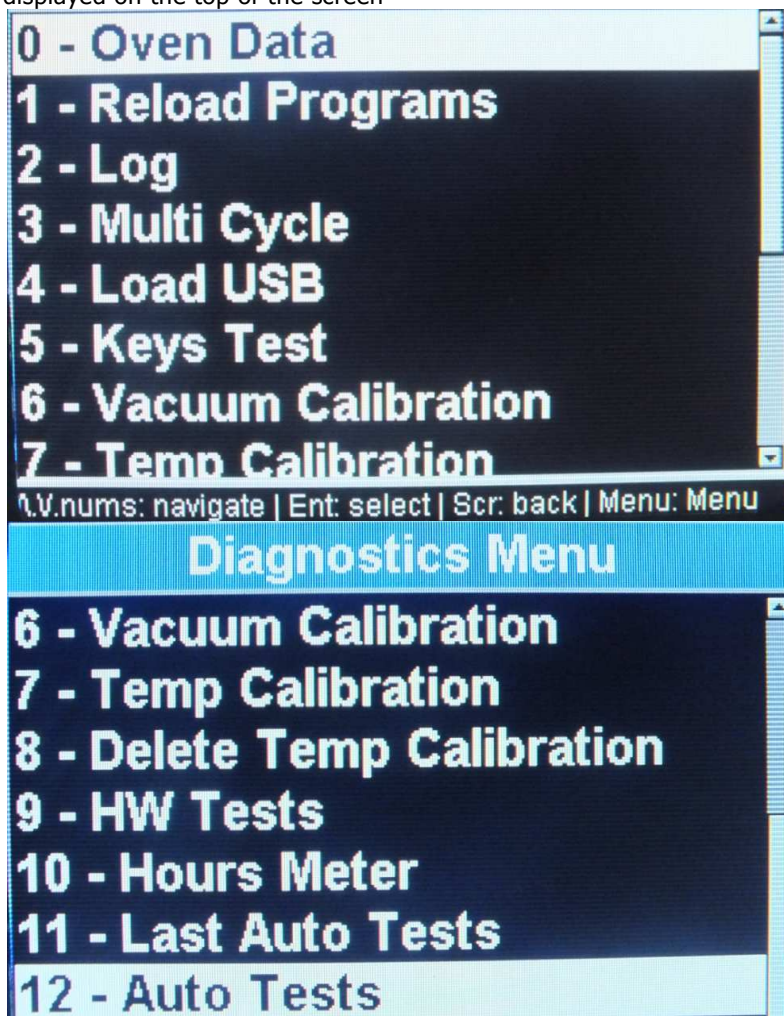 displayed on the top of the screen
0 - Oven Data
1 - Reload Programs
2 - Log
3 - Multi Cycle
4 - Load USB
5 - Keys Test
6 - Vacuum Calibration
7 - Temp Calibration
Λ.V.nums: navigate | Ent: select | Scr: back | Menu: Menu
Diagnostics Menu
6 - Vacuum Calibration
7 - Temp Calibration
8 - Delete Temp Calibration
9 - HW Tests
10 - Hours Meter
11 - Last Auto Tests
12 - Auto Tests